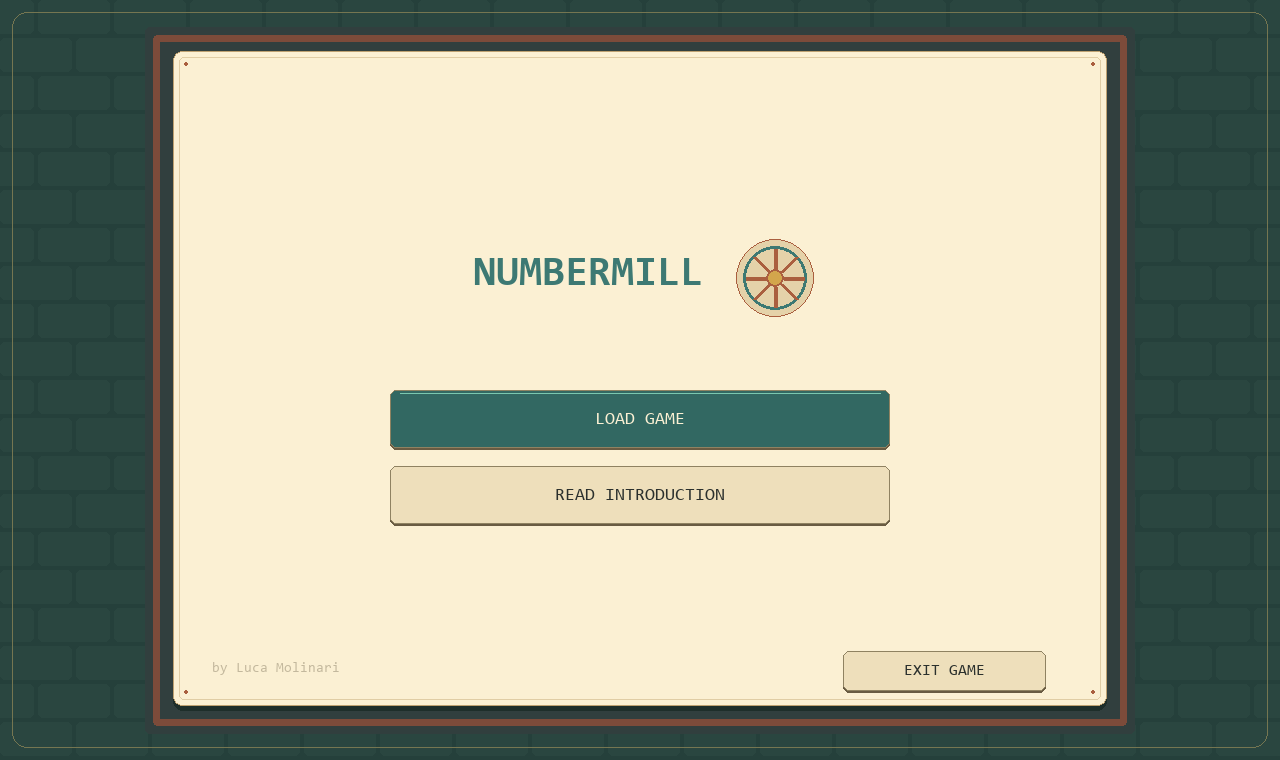 NUMBERMILL
LOAD GAME
READ INTRODUCTION
by Luca Molinari
EXIT GAME